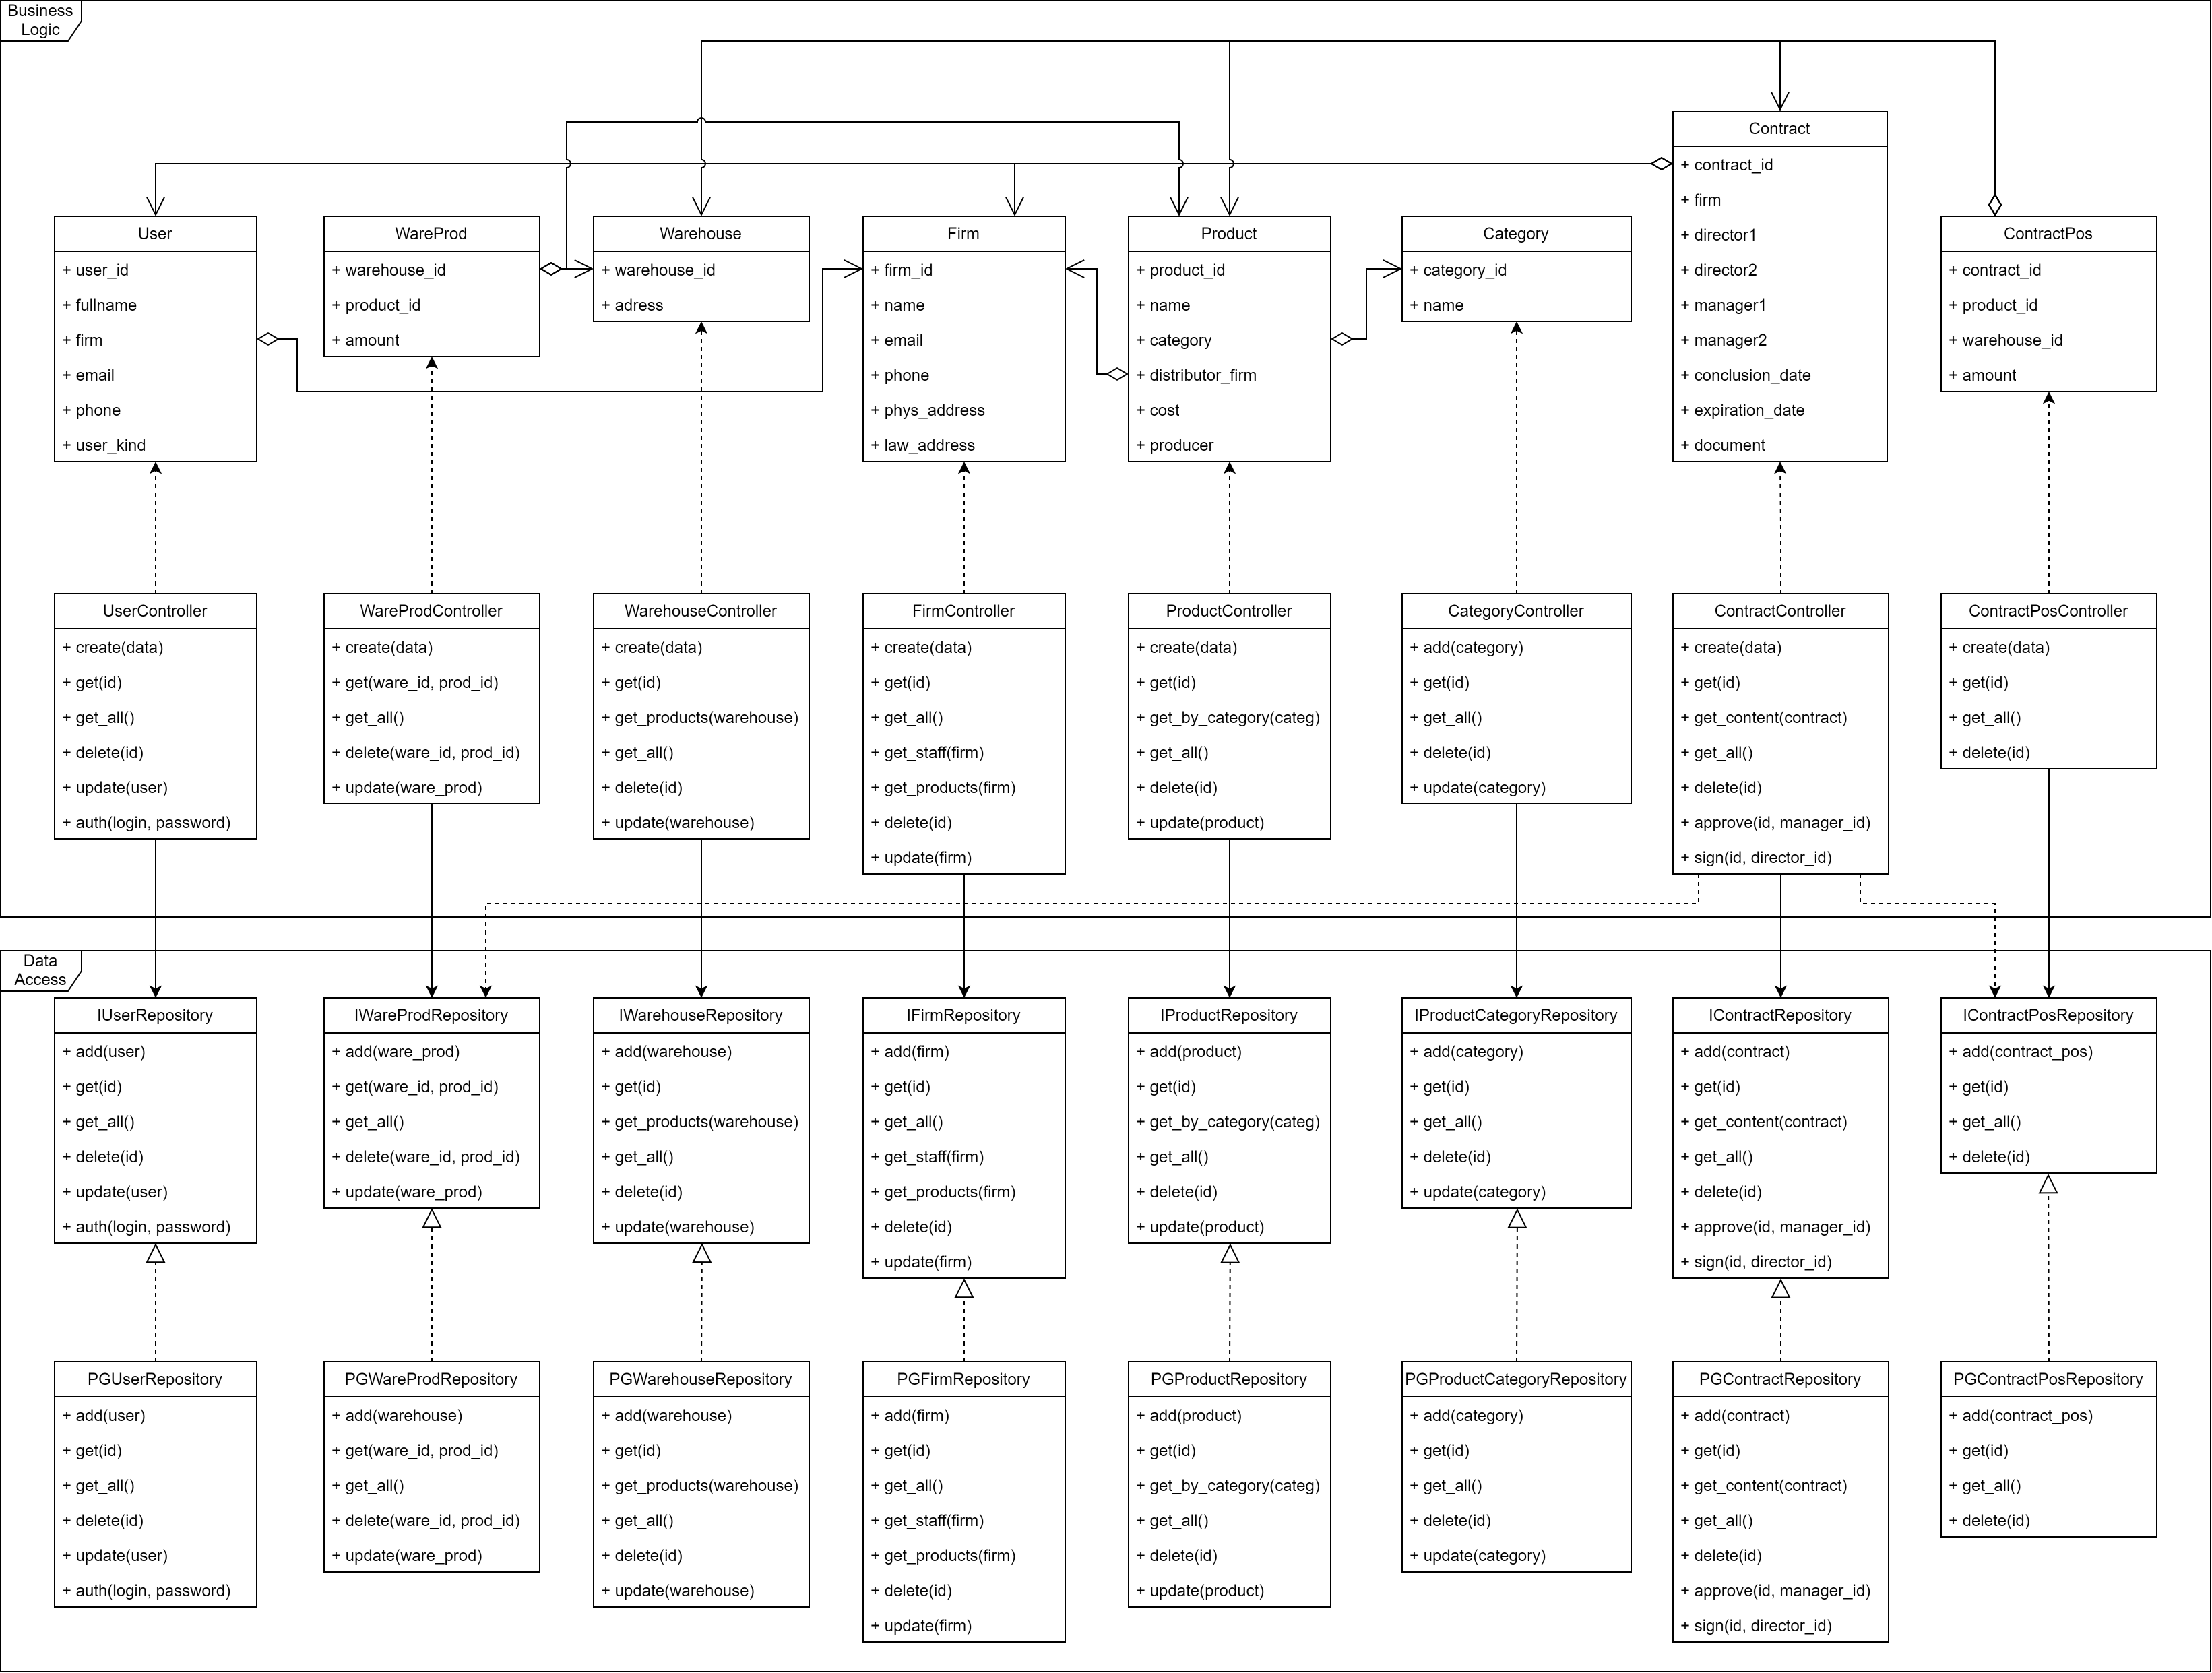 Business
Logic
User
+ user_id
+ fullname
+ firm
+ email
+ phone
+ user_kind
WareProd
+ warehouse_id
+ product_id
+ amount
Warehouse
+ warehouse_id
+ adress
Firm
+ firm_id
+ name
+ email
+ phone
+ phys_address
+ law_address
Product
+ product_id
+ name
+ category
+ distributor_firm
+ cost
+ producer
Category
+ category_id
+ name
Contract
+ contract_id
+ firm
+ director1
+ director2
+ manager1
+ manager2
+ conclusion_date
+ expiration_date
+ document
ContractPos
+ contract_id
+ product_id
+ warehouse_id
+ amount
UserController
+ create(data)
+ get(id)
+ get_all()
+ delete(id)
+ update(user)
+ auth(login, password)
WareProdController
+ create(data)
+ get(ware_id, prod_id)
+ get_all()
+ delete(ware_id, prod_id)
+ update(ware_prod)
WarehouseController
+ create(data)
+ get(id)
+ get_products(warehouse)
+ get_all()
+ delete(id)
+ update(warehouse)
FirmController
+ create(data)
+ get(id)
+ get_all()
+ get_staff(firm)
+ get_products(firm)
+ delete(id)
+ update(firm)
ProductController
+ create(data)
+ get(id)
+ get_by_category(categ)
+ get_all()
+ delete(id)
+ update(product)
CategoryController
+ add(category)
+ get(id)
+ get_all()
+ delete(id)
+ update(category)
ContractController
+ create(data)
+ get(id)
+ get_content(contract)
+ get_all()
+ delete(id)
+ approve(id, manager_id)
+ sign(id, director_id)
ContractPosController
+ create(data)
+ get(id)
+ get_all()
+ delete(id)
Data
Access
IUserRepository
+ add(user)
+ get(id)
+ get_all()
+ delete(id)
+ update(user)
+ auth(login, password)
IWareProdRepository
+ add(ware_prod)
+ get(ware_id, prod_id)
+ get_all()
+ delete(ware_id, prod_id)
+ update(ware_prod)
IWarehouseRepository
+ add(warehouse)
+ get(id)
+ get_products(warehouse)
+ get_all()
+ delete(id)
+ update(warehouse)
IFirmRepository
+ add(firm)
+ get(id)
+ get_all()
+ get_staff(firm)
+ get_products(firm)
+ delete(id)
+ update(firm)
IProductRepository
+ add(product)
+ get(id)
+ get_by_category(categ)
+ get_all()
+ delete(id)
+ update(product)
IProductCategoryRepository
+ add(category)
+ get(id)
+ get_all()
+ delete(id)
+ update(category)
IContractRepository
+ add(contract)
+ get(id)
+ get_content(contract)
+ get_all()
+ delete(id)
+ approve(id, manager_id)
+ sign(id, director_id)
IContractPosRepository
+ add(contract_pos)
+ get(id)
+ get_all()
+ delete(id)
PGUserRepository
+ add(user)
+ get(id)
+ get_all()
+ delete(id)
+ update(user)
+ auth(login, password)
PGWareProdRepository
+ add(warehouse)
+ get(ware_id, prod_id)
+ get_all()
+ delete(ware_id, prod_id)
+ update(ware_prod)
PGWarehouseRepository
+ add(warehouse)
+ get(id)
+ get_products(warehouse)
+ get_all()
+ delete(id)
+ update(warehouse)
PGFirmRepository
+ add(firm)
+ get(id)
+ get_all()
+ get_staff(firm)
+ get_products(firm)
+ delete(id)
+ update(firm)
PGProductRepository
+ add(product)
+ get(id)
+ get_by_category(categ)
+ get_all()
+ delete(id)
+ update(product)
PGProductCategoryRepository
+ add(category)
+ get(id)
+ get_all()
+ delete(id)
+ update(category)
PGContractRepository
+ add(contract)
+ get(id)
+ get_content(contract)
+ get_all()
+ delete(id)
+ approve(id, manager_id)
+ sign(id, director_id)
PGContractPosRepository
+ add(contract_pos)
+ get(id)
+ get_all()
+ delete(id)